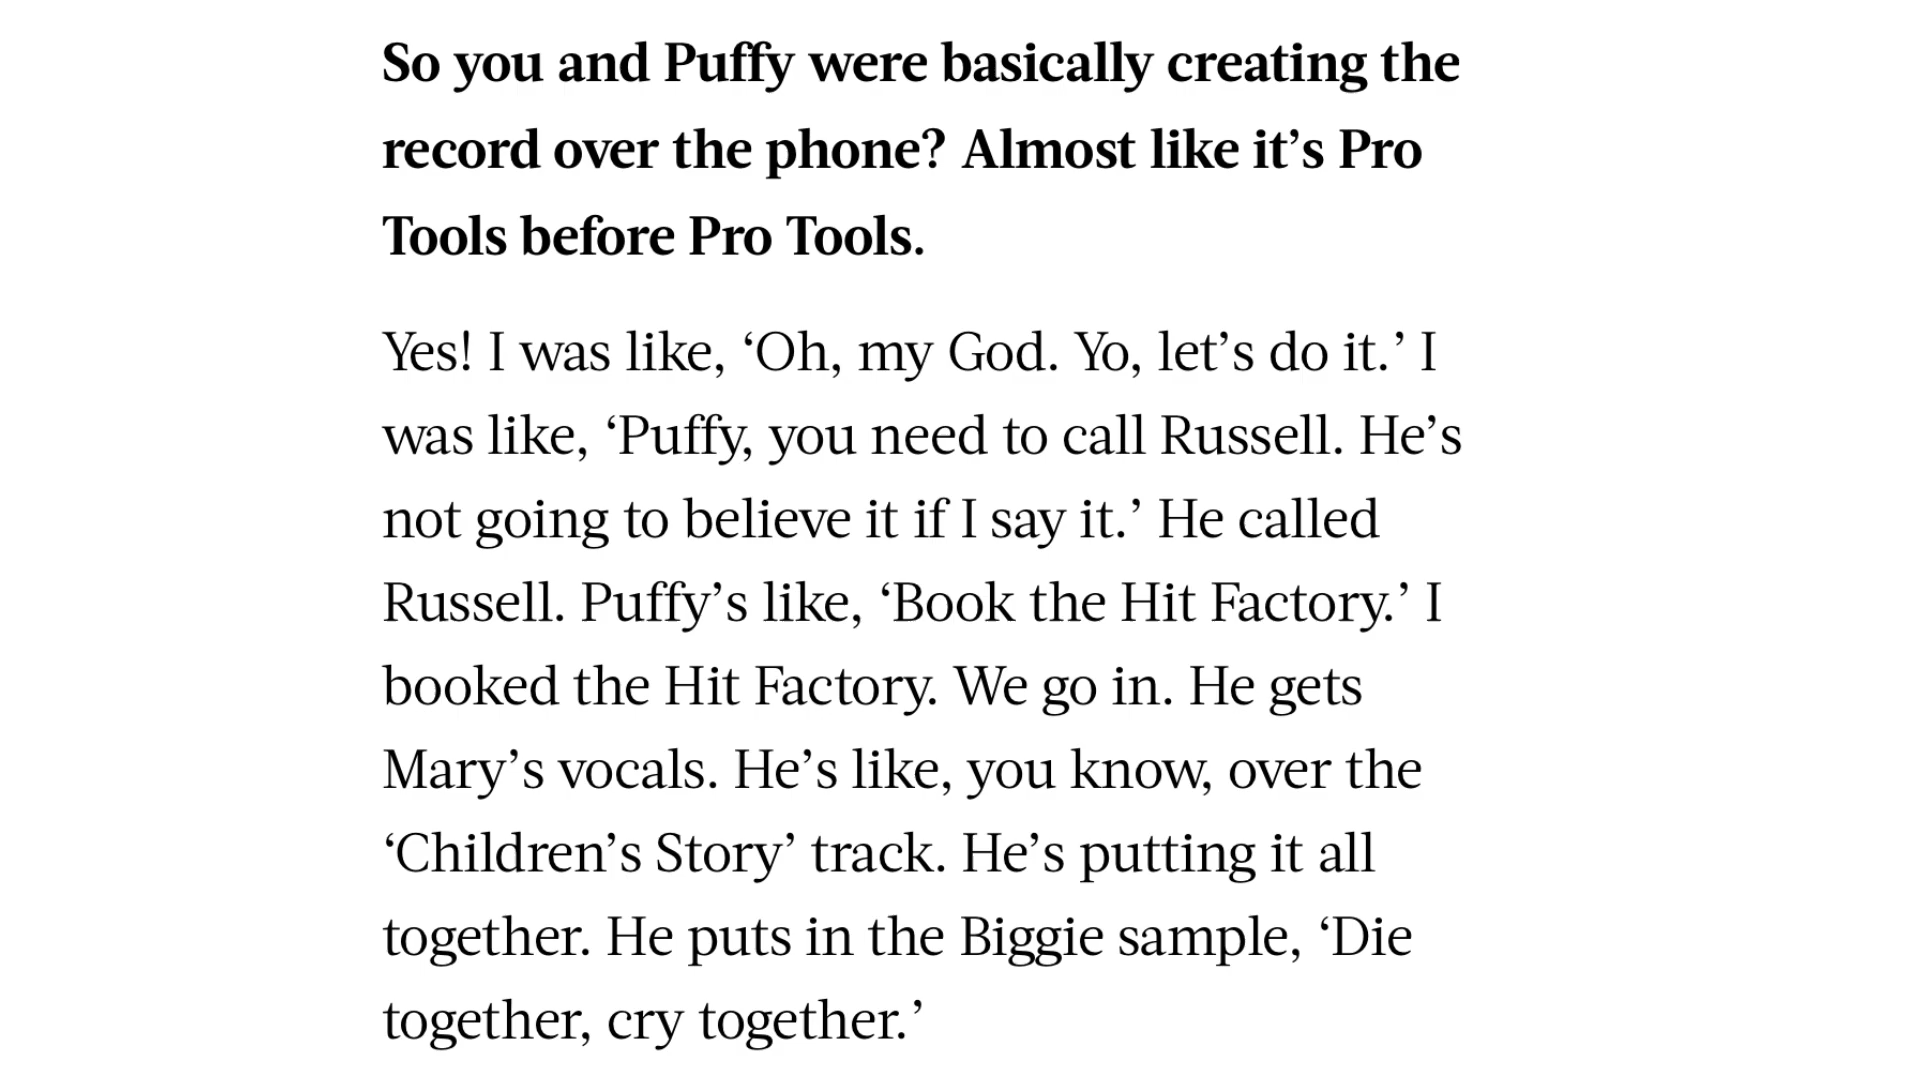 So you and Puffy were basically creating the
record over the phone? Almost like it’s Pro
Tools before Pro Tools.
Yes! I was like, ‘Oh, my God. Yo, let’s do it.’ I
was like, ‘Puffy, you need to call Russell. He’s
not going to believe it if I say it.’ He called
Russell. Puffy’s like, ‘Book the Hit Factory.’ I
booked the Hit Factory. We go in. He gets
Mary’s vocals. He’s like, you know, over the
‘Children’s Story’ track. He’s putting it all
together. He puts in the Biggie sample, ‘Die
together, cry together.’